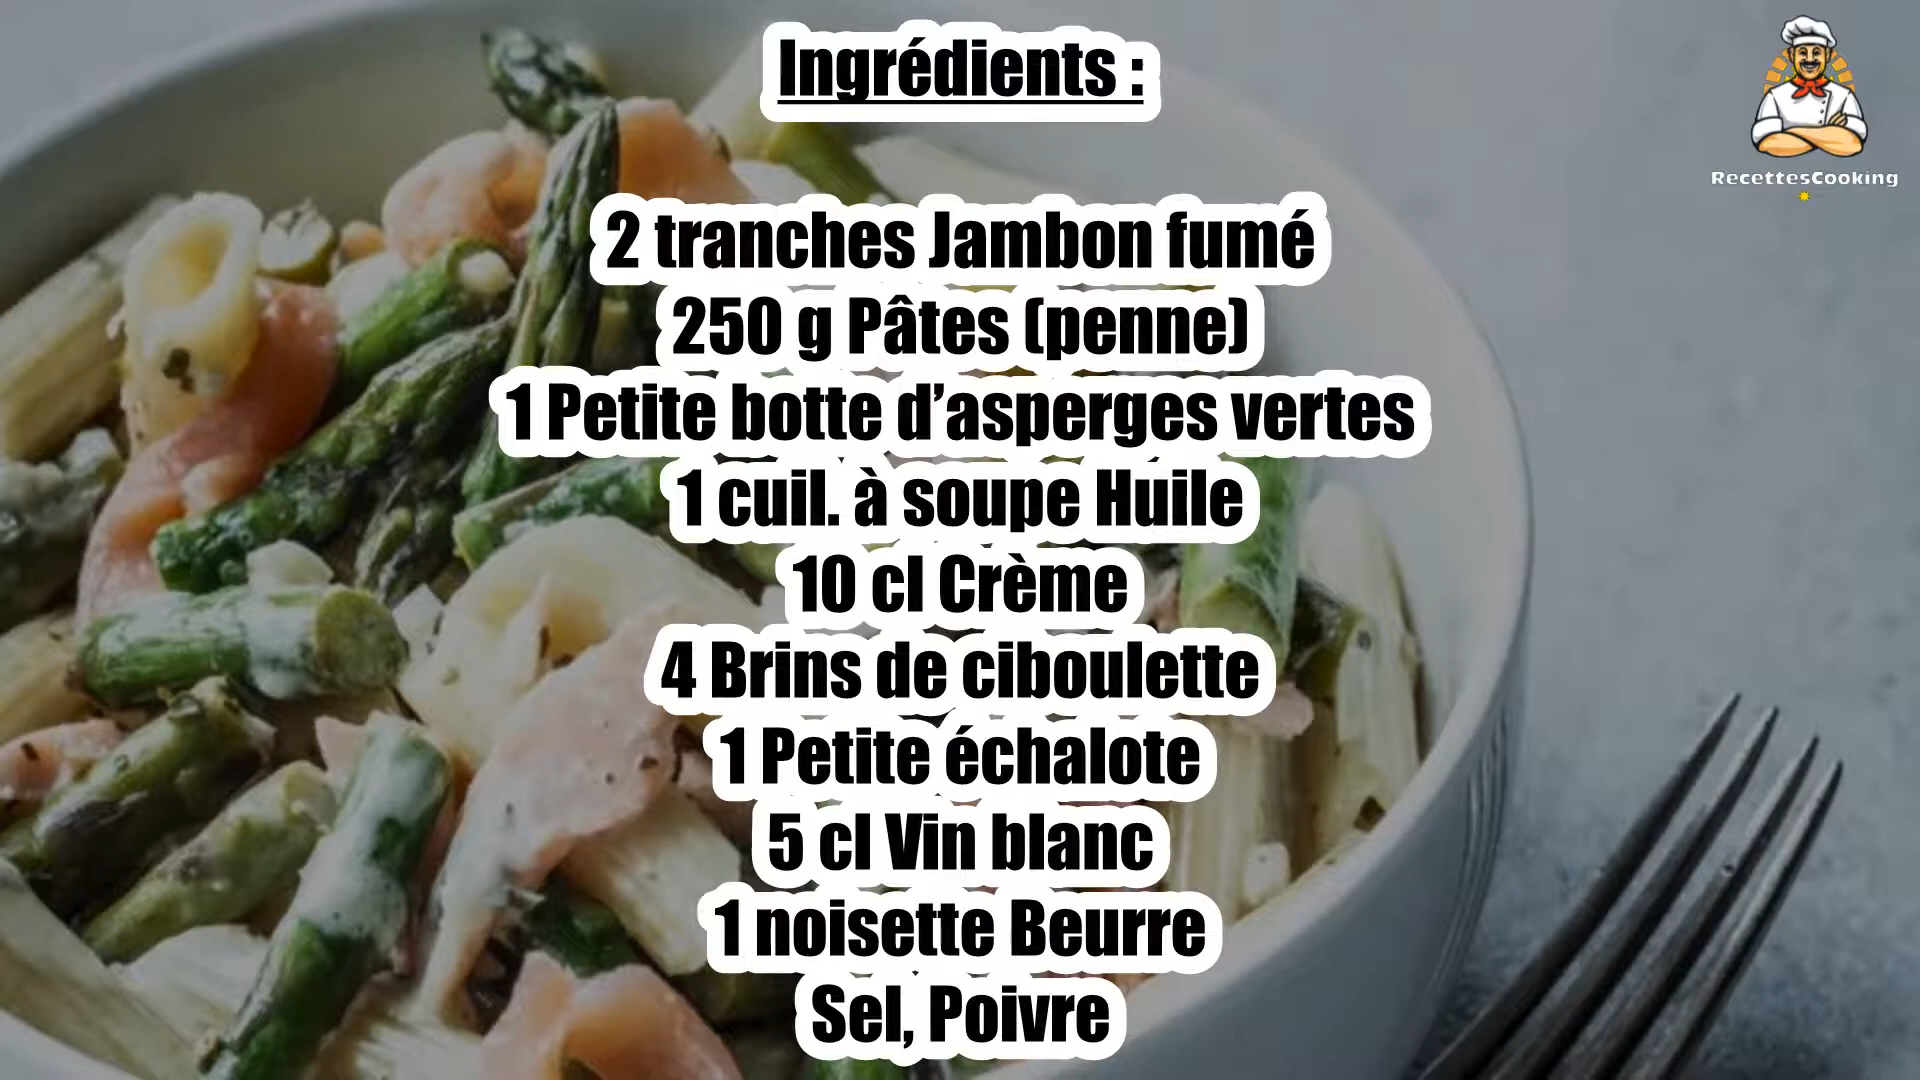 Ingrédients :
RecettesCooking
2 tranches Jambon fumé
250 g Pâtes (penne)
1 Petite botte d’asperges vertes
1 cuil. à soupe Huile
10 cl Crème
4 Brins de ciboulette
1 Petite échalote
5 cl Vin blanc
1 noisette Beurre
Sel, Poivre